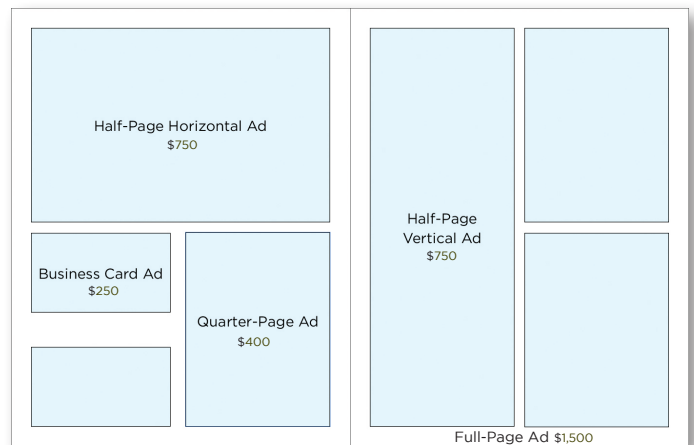 Half-Page Horizontal Ad
$750
Business Card Ad
$250
Quarter-Page Ad
$400
Half-Page
Vertical Ad
$750
Full-Page Ad $1,500